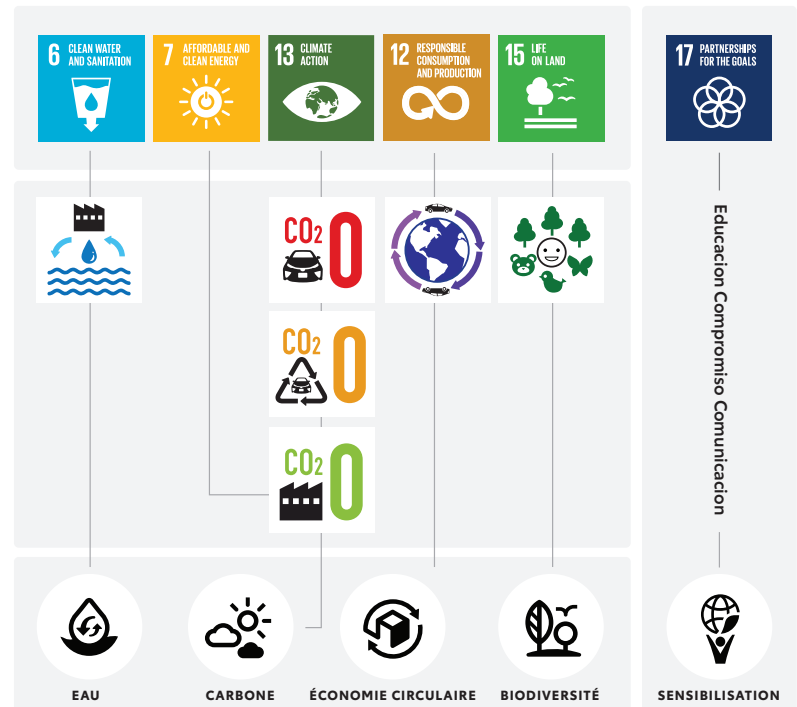 6 CLEAN WATER
AND SANITATION
7 AFFORDABLE AND
CLEAN ENERGY
13 CLIMATE
ACTION
12 RESPONSIBLE
CONSUMPTION
AND PRODUCTION
15 LIFE
ON LAND
17 PARTNERSHIPS
FOR THE GOALS
CO2 0
CO2 0
CO2 0
Educacion Compromiso Comunicacion
EAU
CARBONE
ÉCONOMIE CIRCULAIRE
BIODIVERSITÉ
SENSIBILISATION